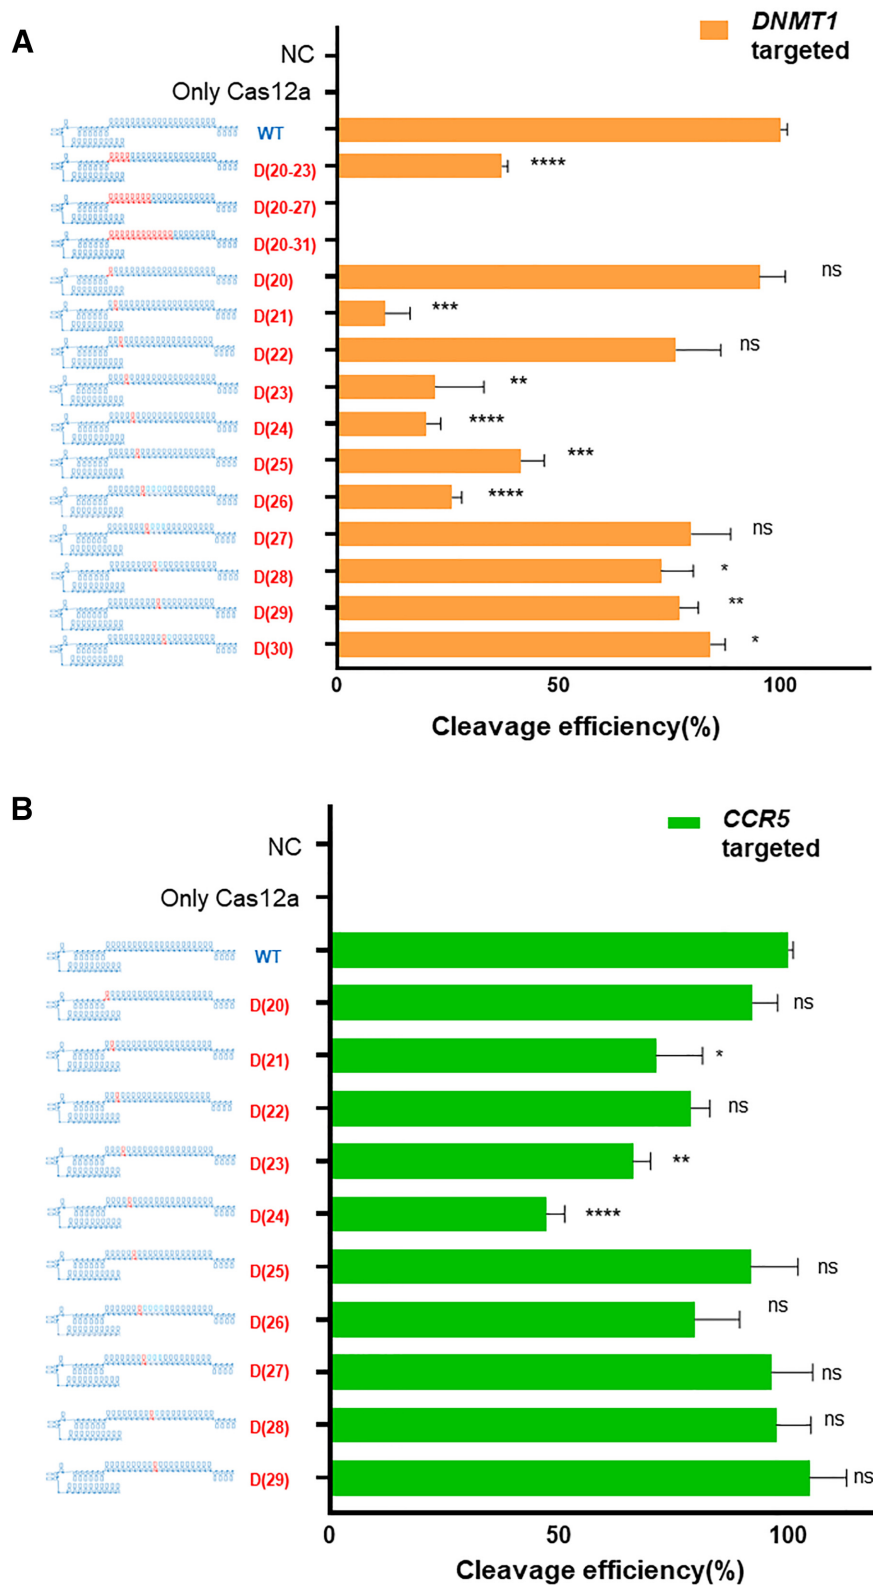 A
DNMT1
targeted
NC
Only Cas12a
WT
D(20-23) ****
D(20-27)
D(20-31)
D(20) ns
D(21) ***
D(22) ns
D(23) **
D(24) ****
D(25) ***
D(26) ****
D(27) ns
D(28) *
D(29) **
D(30) *
0 50 100
Cleavage efficiency(%)
B
CCR5
targeted
NC
Only Cas12a
WT
D(20) ns
D(21) *
D(22) ns
D(23) **
D(24) ****
D(25) ns
D(26) ns
D(27) ns
D(28) ns
D(29) ns
0 50 100
Cleavage efficiency(%)